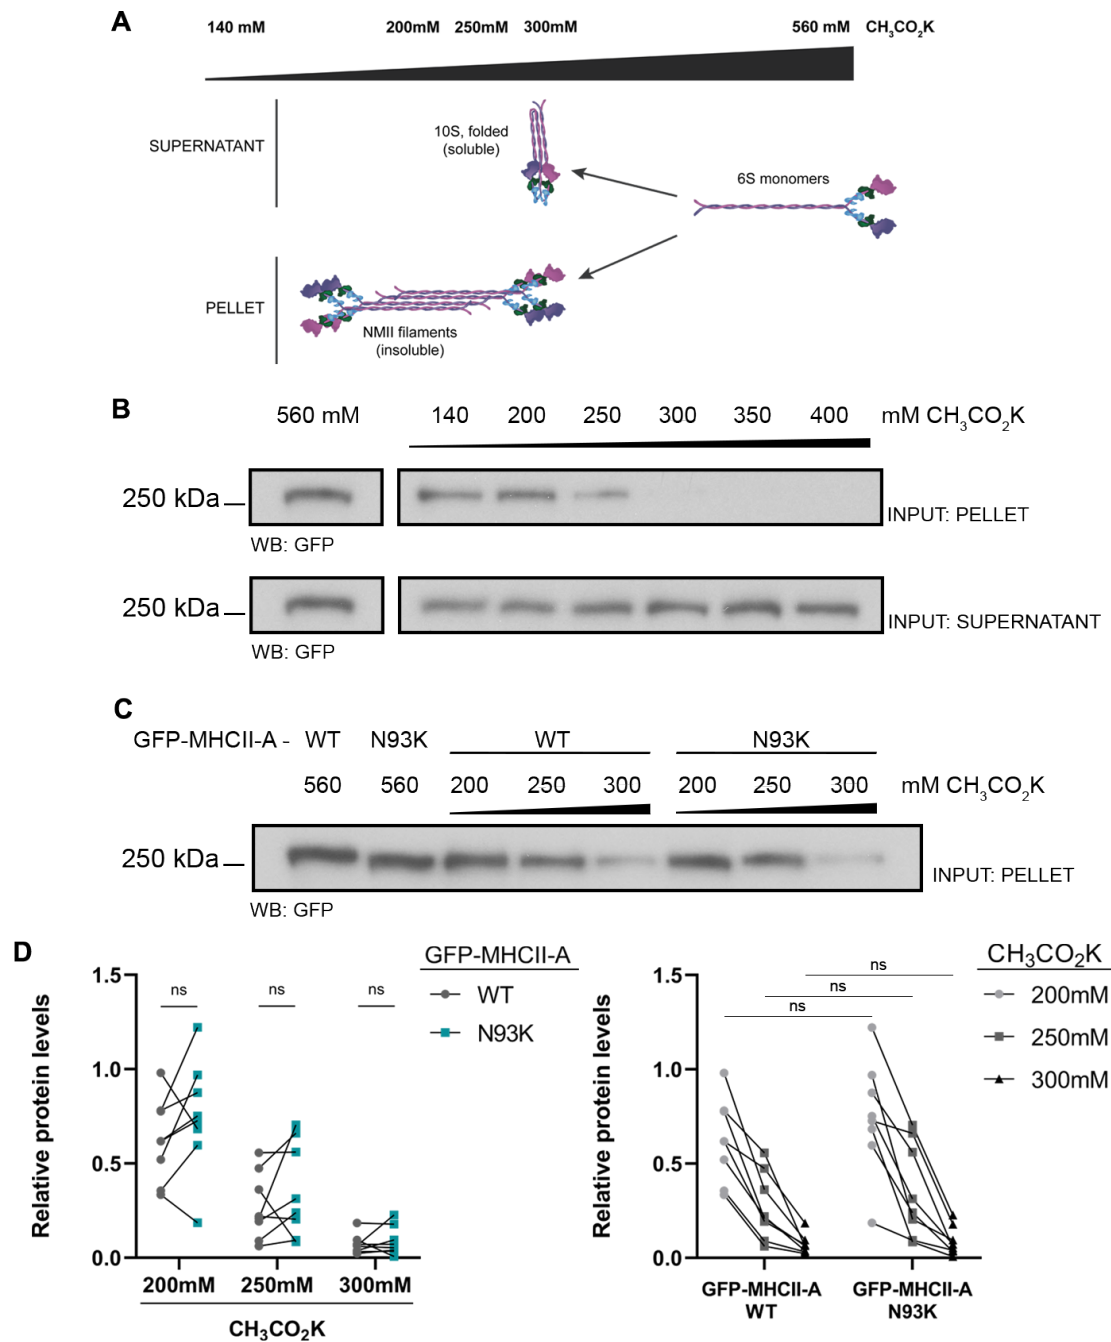 A
140 mM 200mM 250mM 300mM 560 mM CH₃CO₂K
SUPERNATANT
10S, folded
(soluble)
6S monomers
PELLET
NMII filaments
(insoluble)
B
560 mM 140 200 250 300 350 400 mM CH₃CO₂K
250 kDa
INPUT: PELLET
WB: GFP
250 kDa
INPUT: SUPERNATANT
WB: GFP
C
GFP-MHCII-A - WT N93K WT N93K
560 560 200 250 300 200 250 300 mM CH₃CO₂K
250 kDa
INPUT: PELLET
WB: GFP
D
Relative protein levels
1.5
1.0
0.5
0.0
ns ns ns
GFP-MHCII-A
WT
N93K
200mM 250mM 300mM
CH₃CO₂K
Relative protein levels
1.5
1.0
0.5
0.0
ns
ns
ns
CH₃CO₂K
200mM
250mM
300mM
GFP-MHCII-A
WT
GFP-MHCII-A
N93K